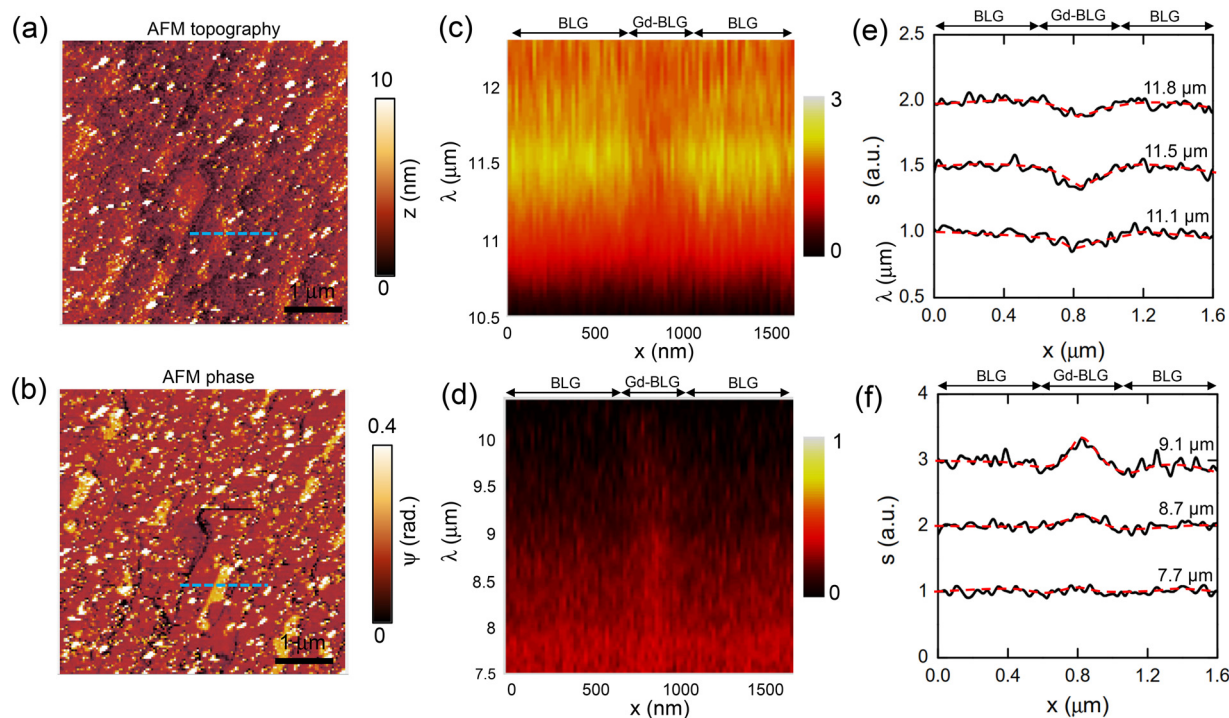 (a)
AFM topography
10
z (nm)
0
1 μm
(b)
AFM phase
0.4
ψ (rad.)
0
1 μm
(c)
BLG Gd-BLG BLG
12
11.5
11
10.5
λ (μm)
0 500 1000 1500
x (nm)
3
0
(d)
BLG Gd-BLG BLG
10
9.5
9
8.5
8
7.5
λ (μm)
0 500 1000 1500
x (nm)
1
0
(e)
BLG Gd-BLG BLG
2.5
2.0
1.5
1.0
0.5
λ (μm) s (a.u.)
11.8 μm
11.5 μm
11.1 μm
0.0 0.4 0.8 1.2 1.6
x (μm)
(f)
BLG Gd-BLG BLG
4
3
2
1
0
s (a.u.)
9.1 μm
8.7 μm
7.7 μm
0.0 0.4 0.8 1.2 1.6
x (μm)